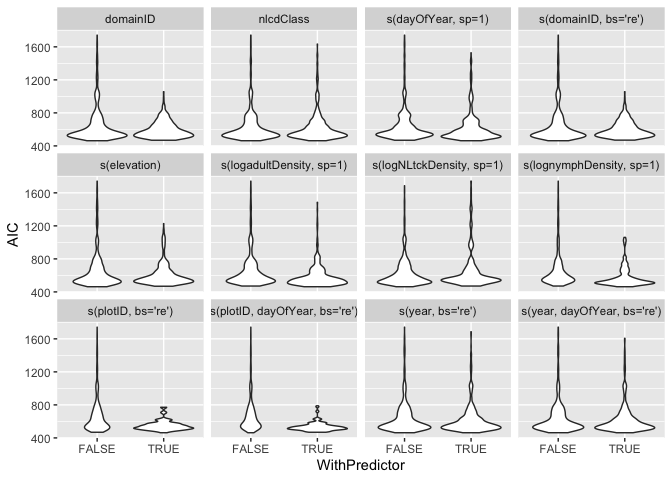 domainID nlcdClass s(dayOfYear, sp=1) s(domainID, bs='re')
1600
1200
800
400
s(elevation) s(logadultDensity, sp=1) s(logNLtckDensity, sp=1) s(lognymphDensity, sp=1)
1600
1200
800
400
AIC
s(plotID, bs='re') s(plotID, dayOfYear, bs='re') s(year, bs='re') s(year, dayOfYear, bs='re')
1600
1200
800
400
FALSE TRUE FALSE TRUE FALSE TRUE FALSE TRUE
WithPredictor